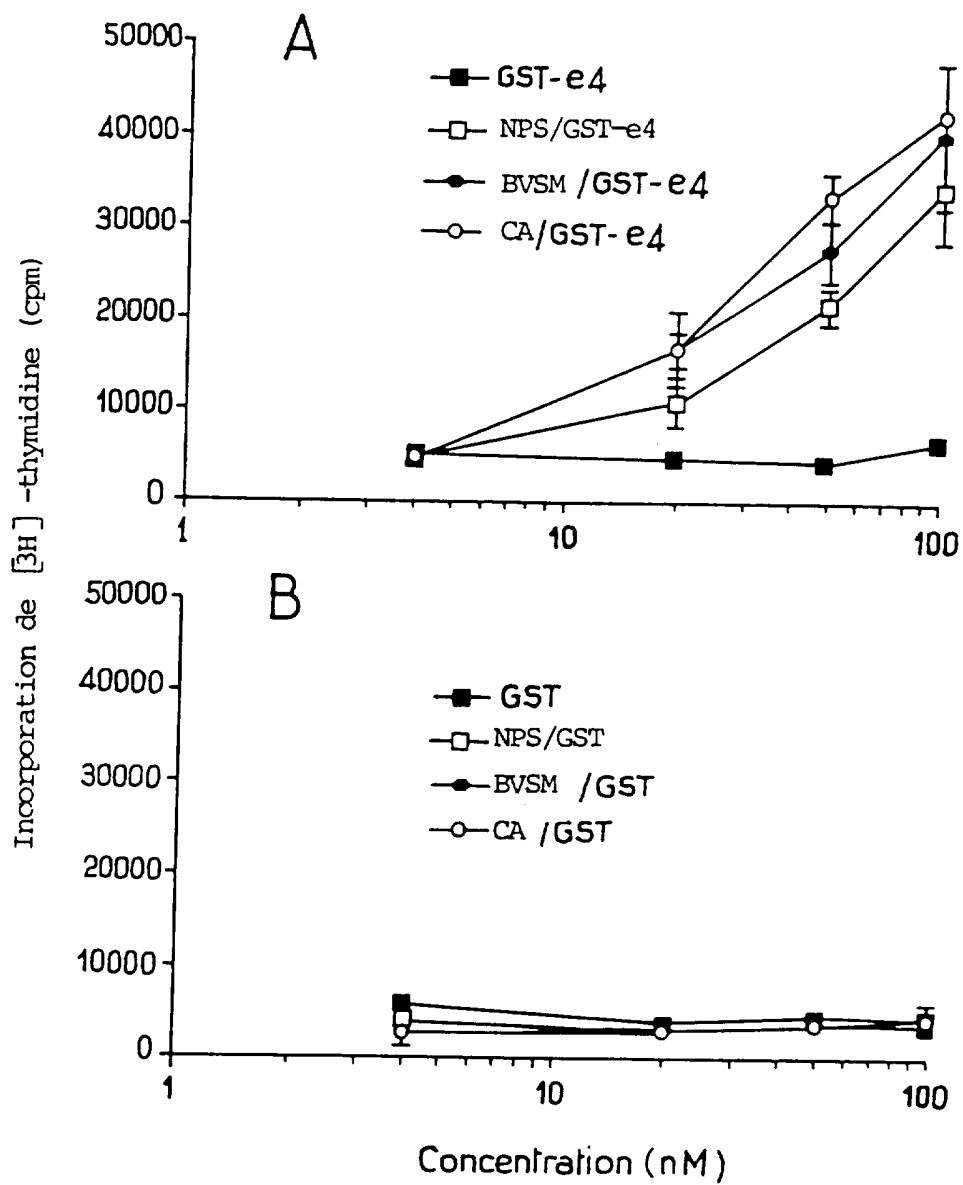 A
50000
40000
30000
20000
10000
0
GST-e4
NPS/GST-e4
BVSM /GST-e4
CA/GST-e4
1
10
100
Incorporation de [3H] -thymidine (cpm)
B
50000
40000
30000
20000
10000
0
GST
NPS/GST
BVSM /GST
CA /GST
1
10
100
Concentration (nM)